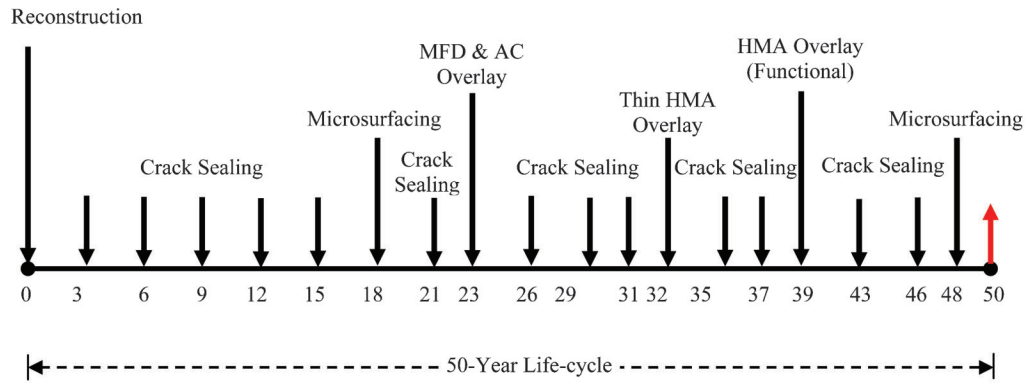 Reconstruction
MFD & AC
Overlay
HMA Overlay
(Functional)
Thin HMA
Overlay
Microsurfacing
Microsurfacing
Crack Sealing
Crack
Sealing
Crack Sealing
Crack Sealing
Crack Sealing
0 3 6 9 12 15 18 21 23 26 29 31 32 35 37 39 43 46 48 50
50-Year Life-cycle